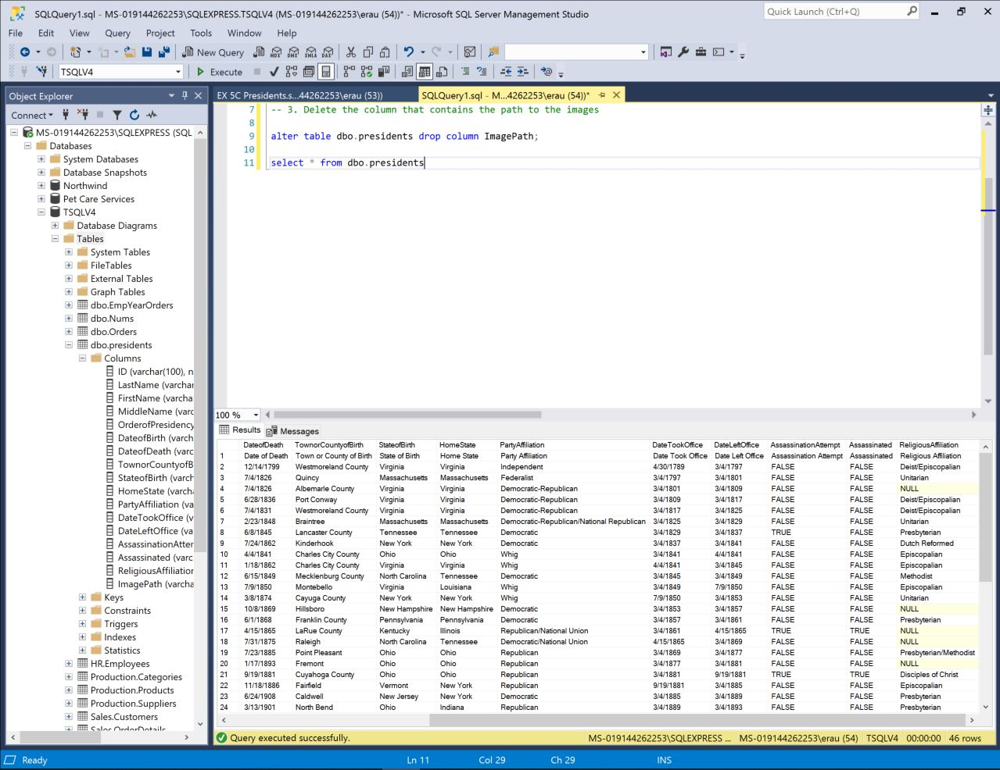 SQLQuery1.sql - MS-019144262253\SQLEXPRESS.TSQLV4 (MS-019144262253\erau (54))* - Microsoft SQL Server Management Studio
Quick Launch (Ctrl+Q)
File Edit View Query Project Tools Window Help
New Query MDX DMX XMLA DAX
TSQLV4 Execute
Object Explorer
Connect
MS-019144262253\SQLEXPRESS (SQL
Databases
System Databases
Database Snapshots
Northwind
Pet Care Services
TSQLV4
Database Diagrams
Tables
System Tables
FileTables
External Tables
Graph Tables
dbo.EmpYearOrders
dbo.Nums
dbo.Orders
dbo.presidents
Columns
ID (varchar(100), n
LastName (varchar
FirstName (varcha
MiddleName (varc
OrderofPresidency
DateofBirth (varch
DateofDeath (varc
TownorCountyofB
StateofBirth (varch
HomeState (varch
PartyAffiliation (v
DateTookOffice (v
DateLeftOffice (va
AssassinationAtter
Assassinated (varc
ReligiousAffiliation
ImagePath (varcha
Keys
Constraints
Triggers
Indexes
Statistics
HR.Employees
Production.Categories
Production.Products
Production.Suppliers
Sales.Customers
Sales.OrderDetails
EX 5C Presidents.s...44262253\erau (53)) SQLQuery1.sql - M...4262253\erau (54))*
7 -- 3. Delete the column that contains the path to the images
8
9 alter table dbo.presidents drop column ImagePath;
10
11 select * from dbo.presidents
100 %
Results Messages
DateofDeath TownorCountyofBirth StateofBirth HomeState PartyAffiliation DateTookOffice DateLeftOffice AssassinationAttempt Assassinated ReligiousAffiliation
1 Date of Death Town or County of Birth State of Birth Home State Party Affiliation Date Took Office Date Left Office Assassination Attempt Assassinated Religious Affiliation
2 12/14/1799 Westmoreland County Virginia Virginia Independent 4/30/1789 3/4/1797 FALSE FALSE Deist/Episcopalian
3 7/4/1826 Quincy Massachusetts Massachusetts Federalist 3/4/1797 3/4/1801 FALSE FALSE Unitarian
4 7/4/1826 Albemarle County Virginia Virginia Democratic-Republican 3/4/1801 3/4/1809 FALSE FALSE NULL
5 6/28/1836 Port Conway Virginia Virginia Democratic-Republican 3/4/1809 3/4/1817 FALSE FALSE Deist/Episcopalian
6 7/4/1831 Westmoreland County Virginia Virginia Democratic-Republican 3/4/1817 3/4/1825 FALSE FALSE Deist/Episcopalian
7 2/23/1848 Braintree Massachusetts Massachusetts Democratic-Republican/National Republican 3/4/1825 3/4/1829 FALSE FALSE Unitarian
8 6/8/1845 Lancaster County Tennessee Tennessee Democratic 3/4/1829 3/4/1837 TRUE FALSE Presbyterian
9 7/24/1862 Kinderhook New York New York Democratic 3/4/1837 3/4/1841 FALSE FALSE Dutch Reformed
10 4/4/1841 Charles City County Ohio Ohio Whig 3/4/1841 4/4/1841 FALSE FALSE Episcopalian
11 1/18/1862 Charles City County Virginia Virginia Whig 4/4/1841 3/4/1845 FALSE FALSE Episcopalian
12 6/15/1849 Mecklenburg County North Carolina Tennessee Democratic 3/4/1845 3/4/1849 FALSE FALSE Methodist
13 7/9/1850 Montebello Virginia Louisiana Whig 3/4/1849 7/9/1850 FALSE FALSE Episcopalian
14 3/8/1874 Cayuga County New York New York Whig 7/9/1850 3/4/1853 FALSE FALSE Unitarian
15 10/8/1869 Hillsboro New Hampshire New Hampshire Democratic 3/4/1853 3/4/1857 FALSE FALSE NULL
16 6/1/1868 Franklin County Pennsylvania Pennsylvania Democratic 3/4/1857 3/4/1861 FALSE FALSE Presbyterian
17 4/15/1865 LaRue County Kentucky Illinois Republican/National Union 3/4/1861 4/15/1865 TRUE TRUE NULL
18 7/31/1875 Raleigh North Carolina Tennessee Democratic/National Union 4/15/1865 3/4/1869 FALSE FALSE NULL
19 7/23/1885 Point Pleasant Ohio Ohio Republican 3/4/1869 3/4/1877 FALSE FALSE Presbyterian/Methodist
20 1/17/1893 Fremont Ohio Ohio Republican 3/4/1877 3/4/1881 FALSE FALSE NULL
21 9/19/1881 Cuyahoga County Ohio Ohio Republican 3/4/1881 9/19/1881 TRUE TRUE Disciples of Christ
22 11/18/1886 Fairfield Vermont New York Republican 9/19/1881 3/4/1885 FALSE FALSE Episcopalian
23 6/24/1908 Caldwell New Jersey New York Democratic 3/4/1885 3/4/1889 FALSE FALSE Presbyterian
24 3/13/1901 North Bend Ohio Indiana Republican 3/4/1889 3/4/1893 FALSE FALSE Presbyterian
Query executed successfully. MS-019144262253\SQLEXPRESS ... MS-019144262253\erau (54) TSQLV4 00:00:00 46 rows
Ready Ln 11 Col 29 Ch 29 INS